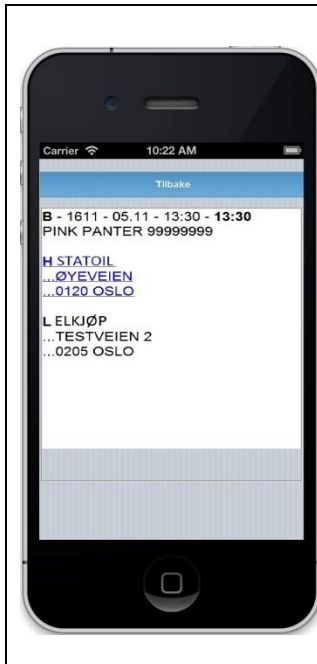 Carrier 10:22 AM
Tilbake
B - 1611 - 05.11 - 13:30 - 13:30
PINK PANTER 99999999
H STATOIL
...ØYEVEIEN
...0120 OSLO
L ELKJØP
...TESTVEIEN 2
...0205 OSLO